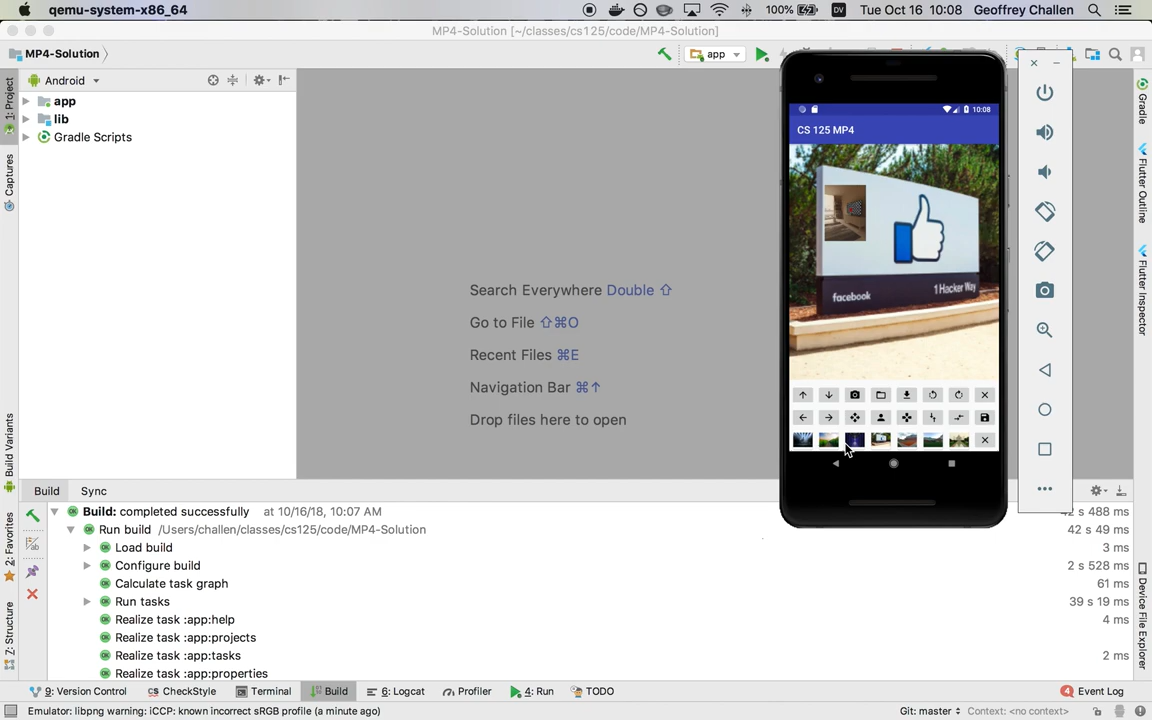 qemu-system-x86_64
100%
DV
Tue Oct 16 10:08
Geoffrey Challen
MP4-Solution [~/classes/cs125/code/MP4-Solution]
MP4-Solution
app
Android
app
lib
Gradle Scripts
1: Project
Captures
Build Variants
2: Favorites
7: Structure
Search Everywhere Double ⇧
Go to File ⇧⌘O
Recent Files ⌘E
Navigation Bar ⌘↑
Drop files here to open
10:08
CS 125 MP4
facebook
1 Hacker Way
Gradle
Flutter Outline
Flutter Inspector
Device File Explorer
Build
Sync
Build: completed successfully at 10/16/18, 10:07 AM
2 s 488 ms
Run build /Users/challen/classes/cs125/code/MP4-Solution
42 s 49 ms
Load build
3 ms
Configure build
2 s 528 ms
Calculate task graph
61 ms
Run tasks
39 s 19 ms
Realize task :app:help
4 ms
Realize task :app:projects
Realize task :app:tasks
2 ms
Realize task :app:properties
9: Version Control
CheckStyle
Terminal
Build
6: Logcat
Profiler
4: Run
TODO
4 Event Log
Emulator: libpng warning: iCCP: known incorrect sRGB profile (a minute ago)
Git: master
Context: <no context>